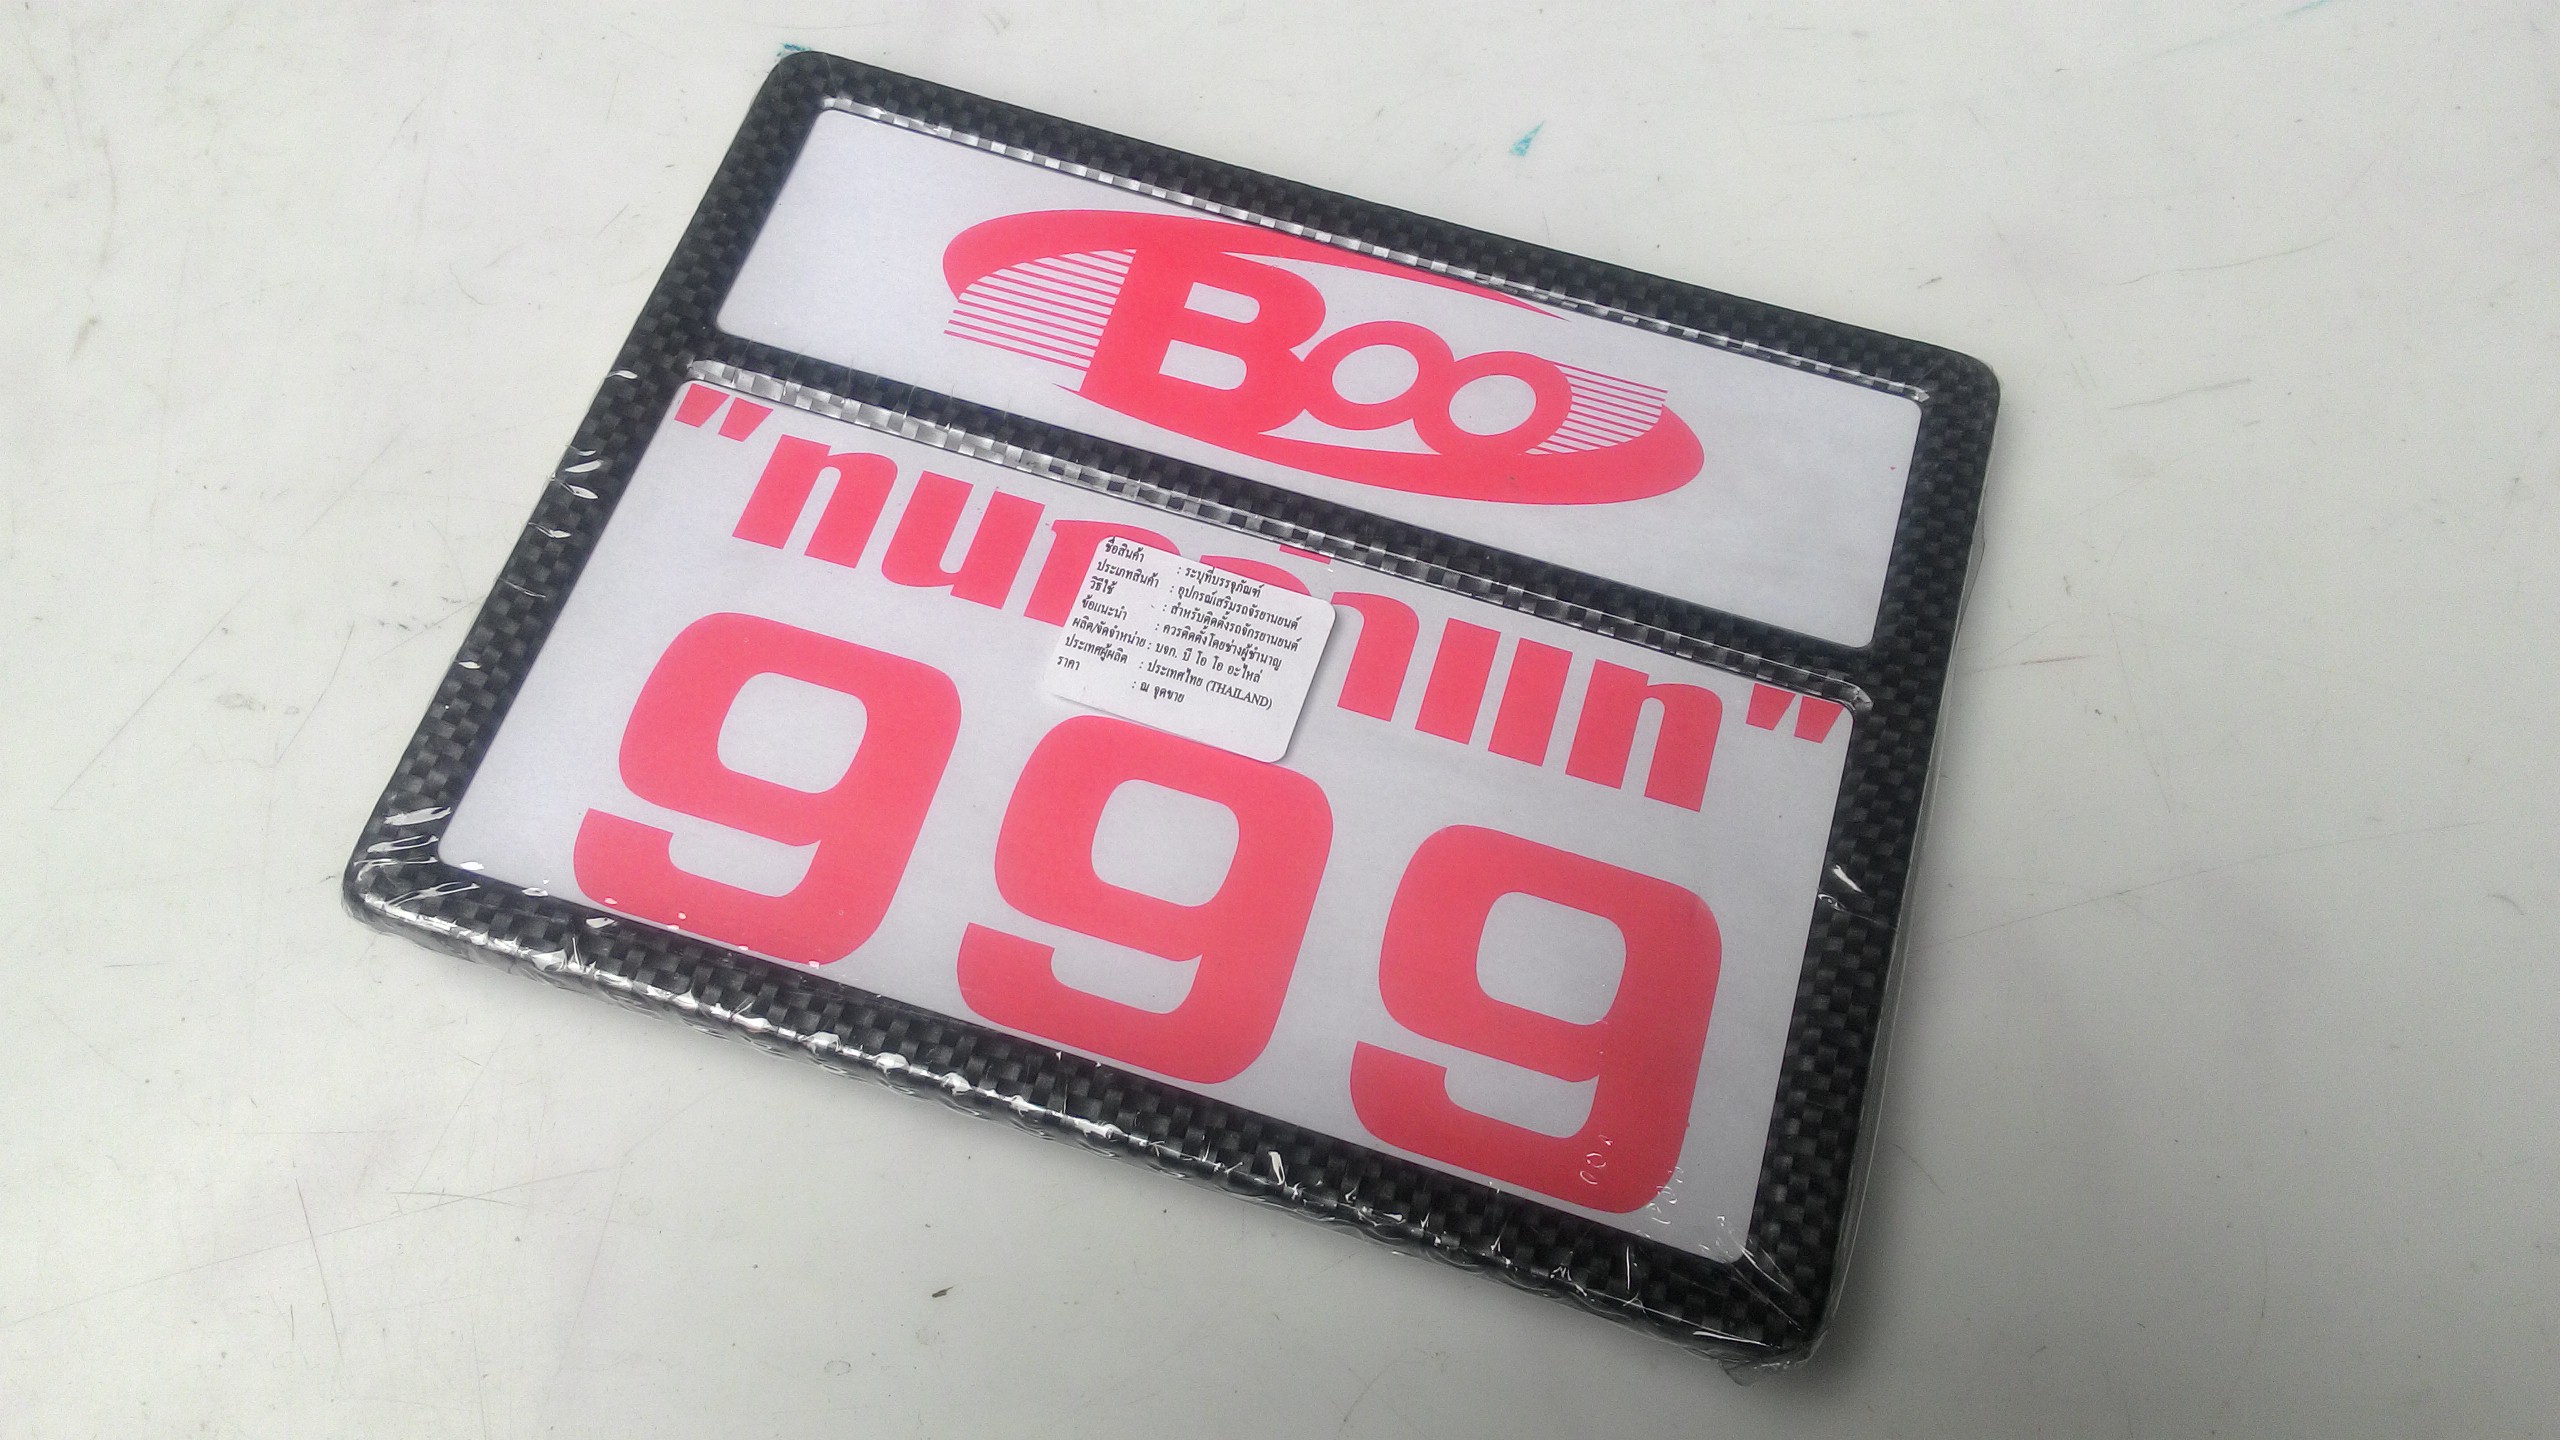 Boo
ชื่อสินค้า : ระบุที่บรรจุภัณฑ์
ประเภทสินค้า : อุปกรณ์เสริมรถจักรยานยนต์
วิธีใช้ : สำหรับติดตั้งรถจักรยานยนต์
ข้อแนะนำ : ควรติดตั้งโดยช่างผู้ชำนาญ
ผลิต/จัดจำหน่าย : บจก. บี โอ โอ อะไหล่
ประเทศผู้ผลิต : ประเทศไทย (THAILAND)
ราคา : ณ จุดขาย
999